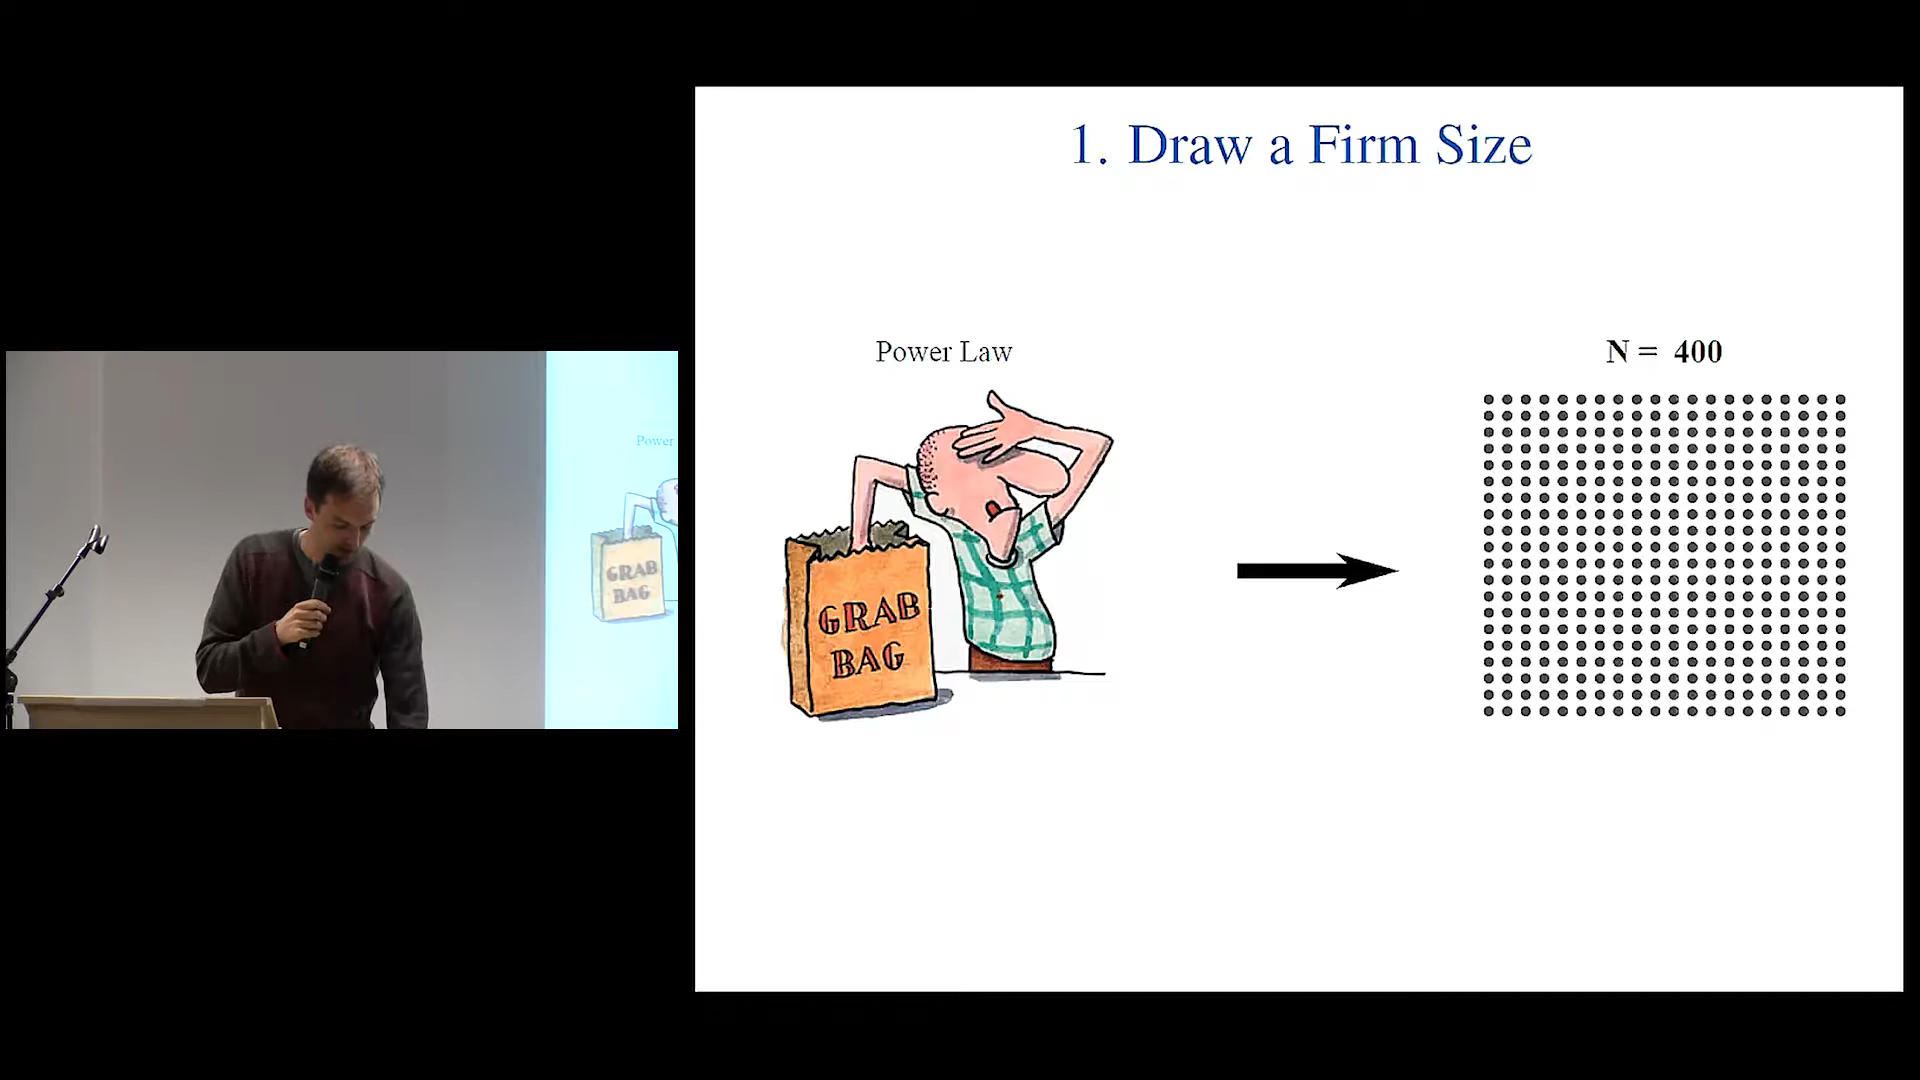 1. Draw a Firm Size
Power Law
N = 400
GRAB
BAG
Power
GRAB
BAG